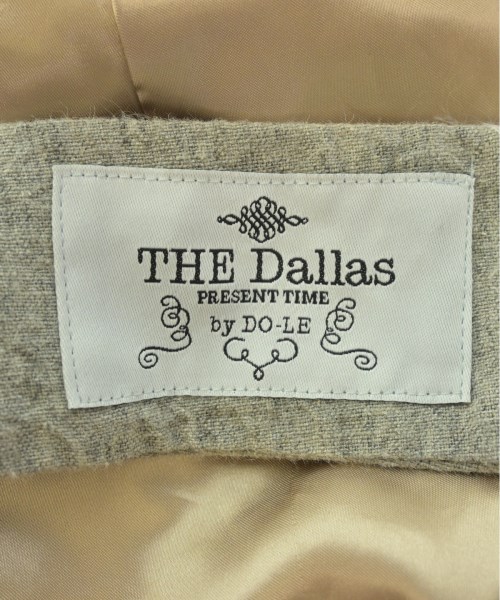 THE Dallas
PRESENT TIME
by DO-LE